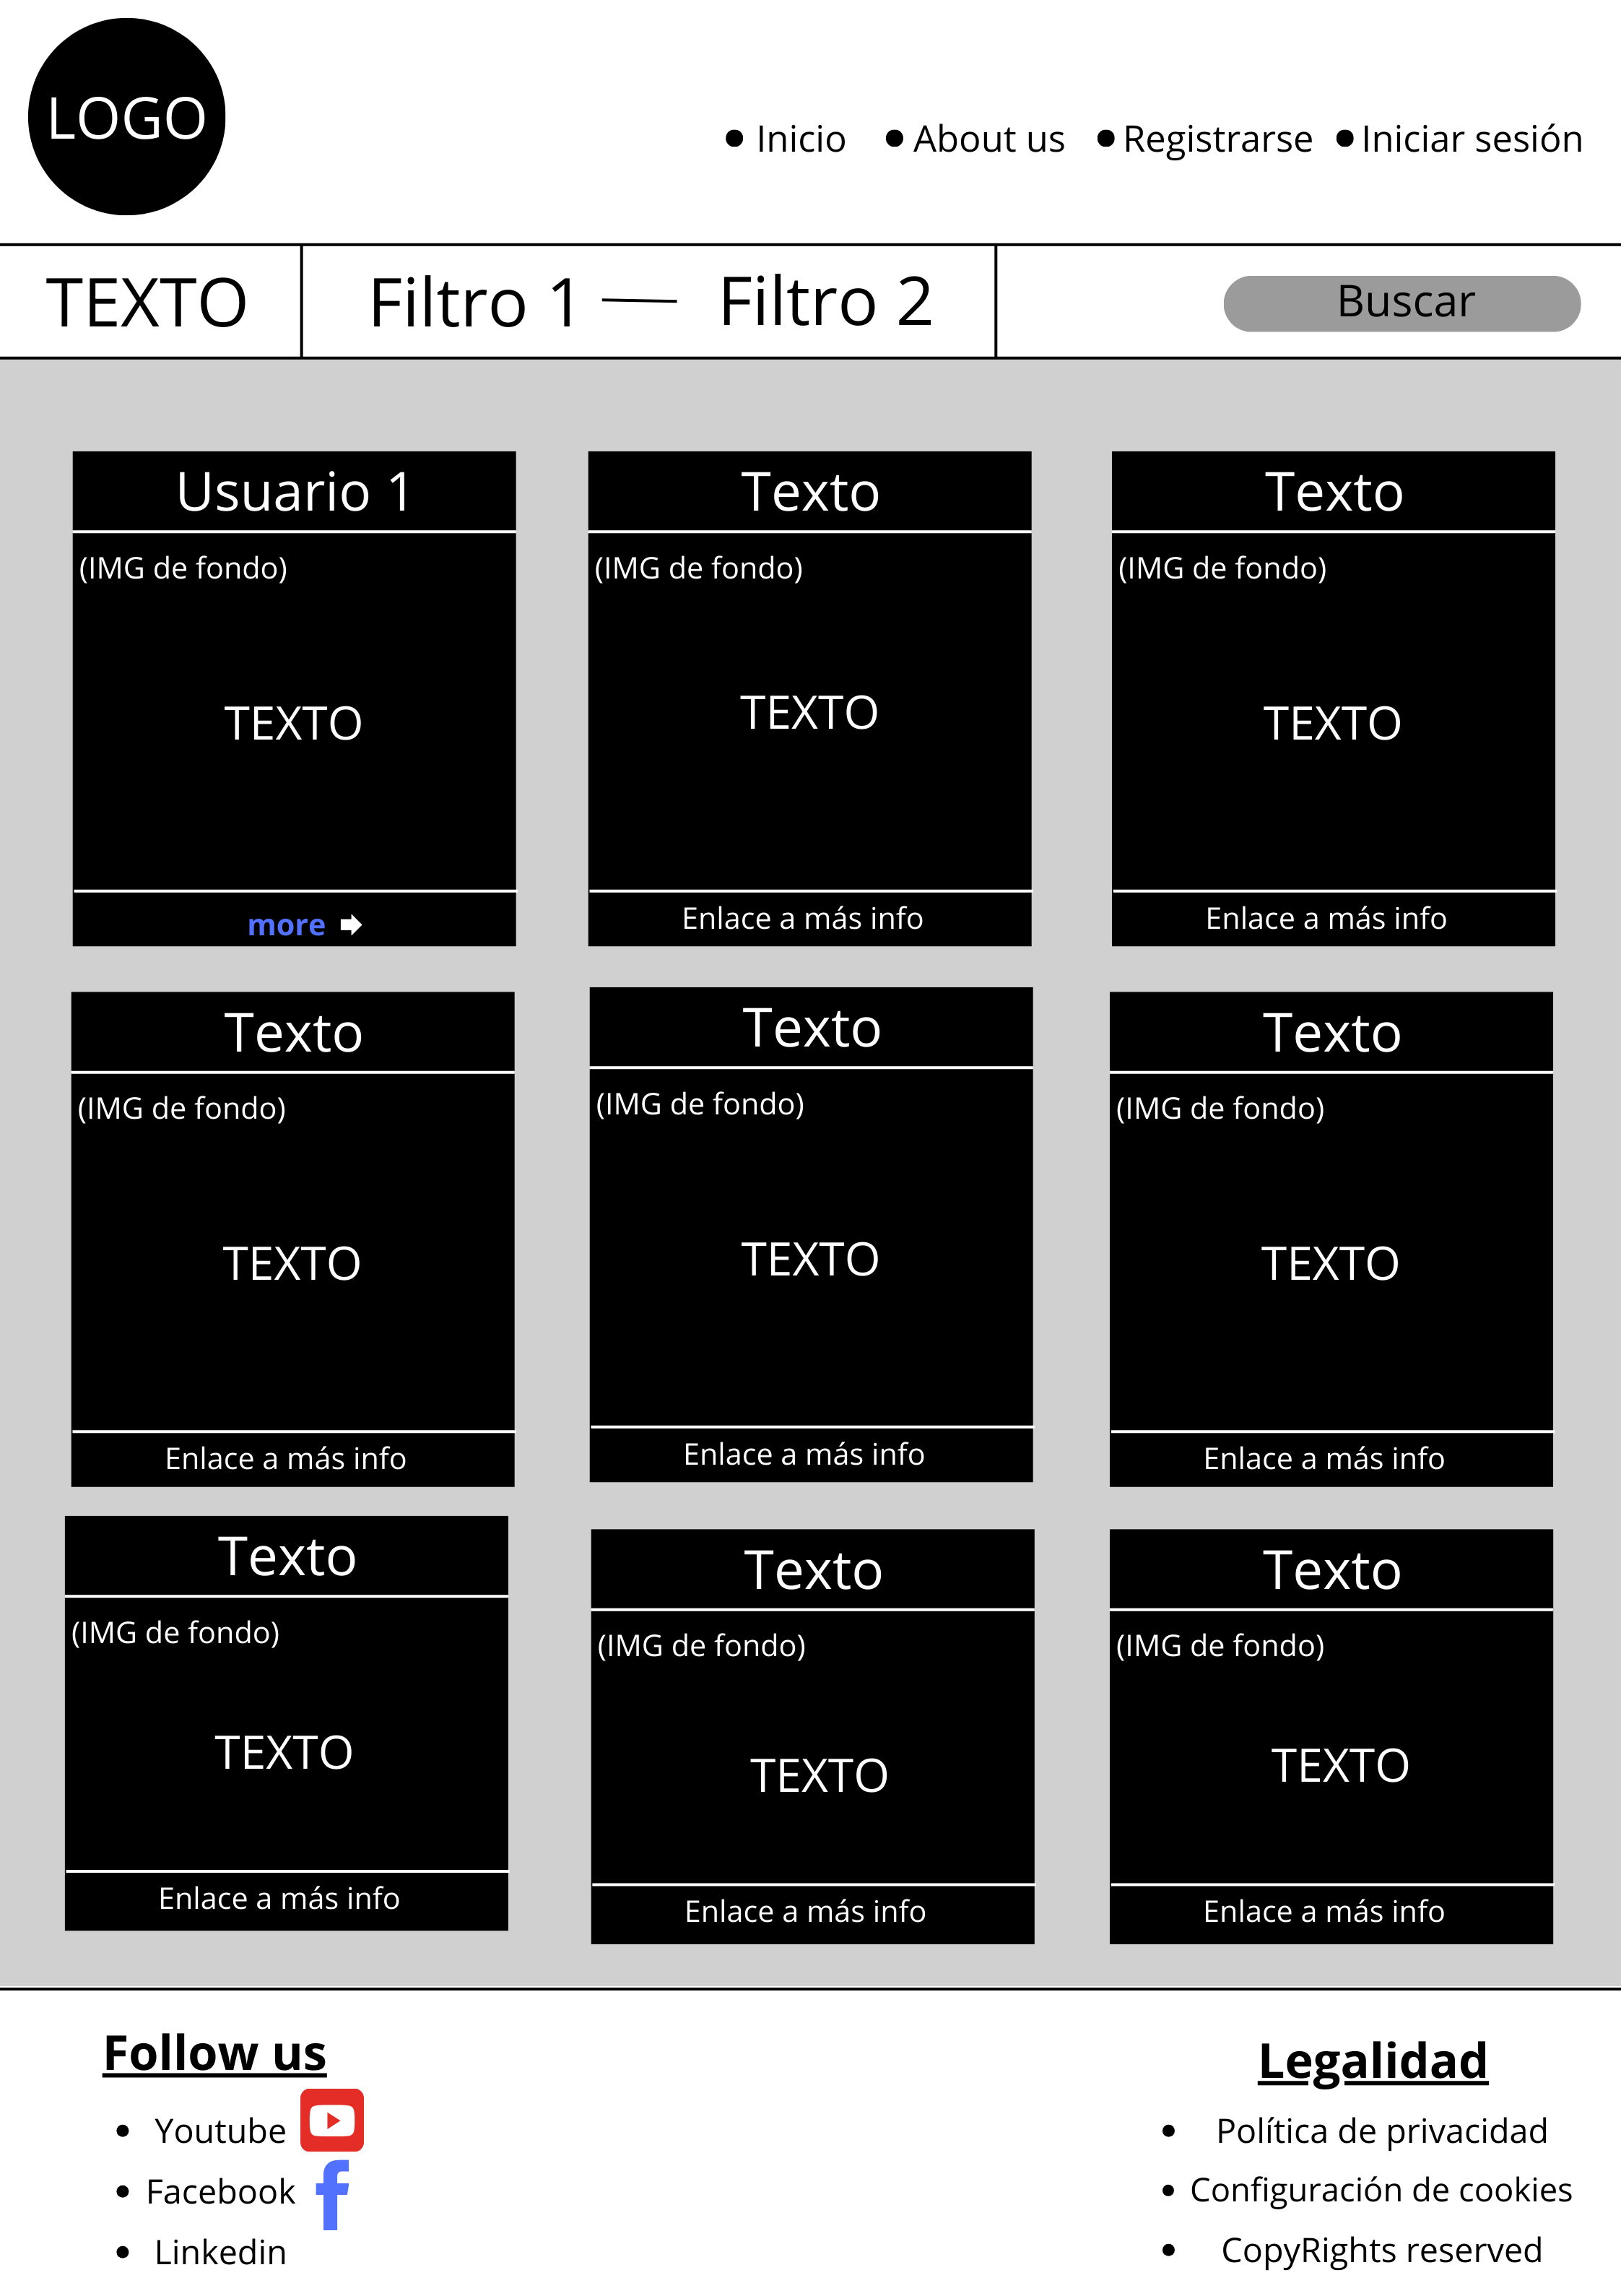 LOGO
Inicio
About us
Registrarse
Iniciar sesión
TEXTO
Filtro 1
Filtro 2
Buscar
Usuario 1
(IMG de fondo)
TEXTO
more
Texto
(IMG de fondo)
TEXTO
Enlace a más info
Texto
(IMG de fondo)
TEXTO
Enlace a más info
Texto
(IMG de fondo)
TEXTO
Enlace a más info
Texto
(IMG de fondo)
TEXTO
Enlace a más info
Texto
(IMG de fondo)
TEXTO
Enlace a más info
Texto
(IMG de fondo)
TEXTO
Enlace a más info
Texto
(IMG de fondo)
TEXTO
Enlace a más info
Texto
(IMG de fondo)
TEXTO
Enlace a más info
Follow us
Youtube
Facebook
Linkedin
Legalidad
Política de privacidad
Configuración de cookies
CopyRights reserved